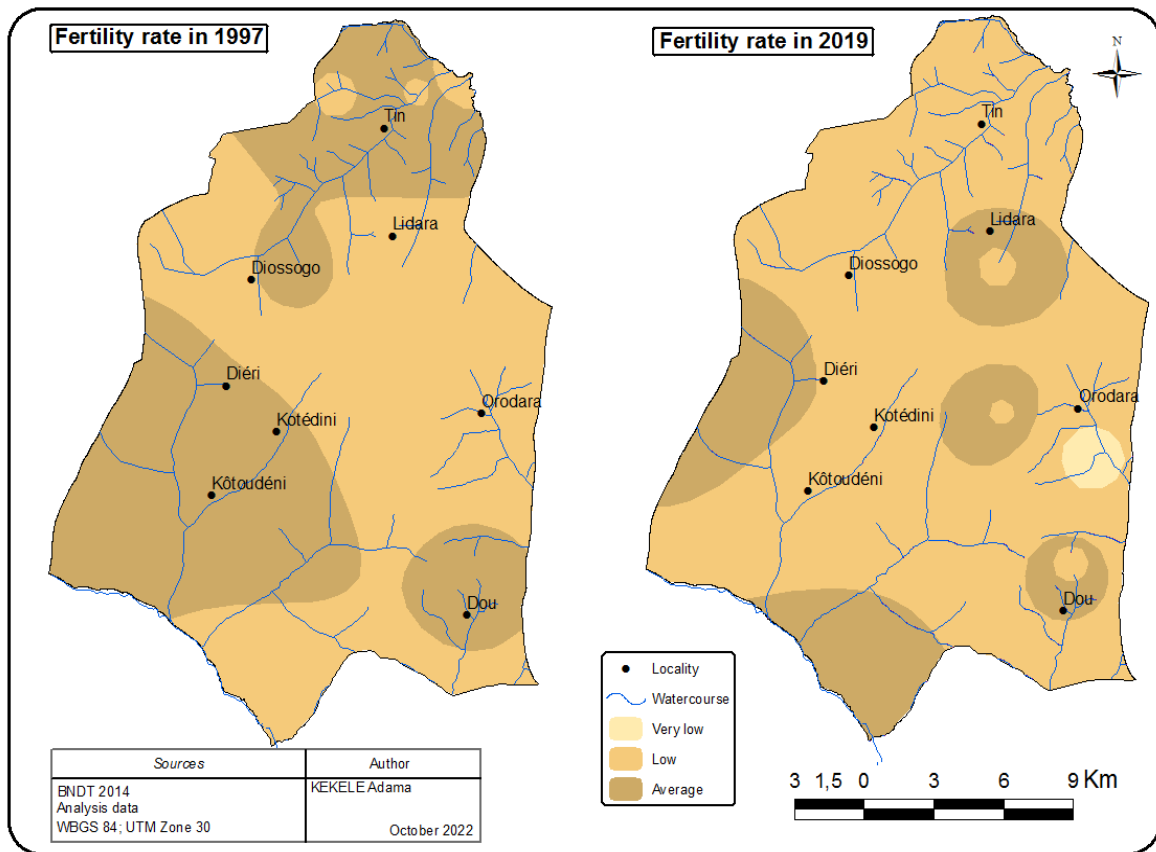 Fertility rate in 1997
Tin
Lidara
Diossogo
Diéri
Kotédini
Orodara
Kôtoudéni
Dou
Fertility rate in 2019
N
Tin
Lidara
Diossogo
Diéri
Kotédini
Orodara
Kôtoudéni
Dou
Locality
Watercourse
Very low
Low
Average
Sources
Author
BNDT 2014
Analysis data
WBGS 84; UTM Zone 30
KEKELE Adama
October 2022
3 1,5 0 3 6 9 Km